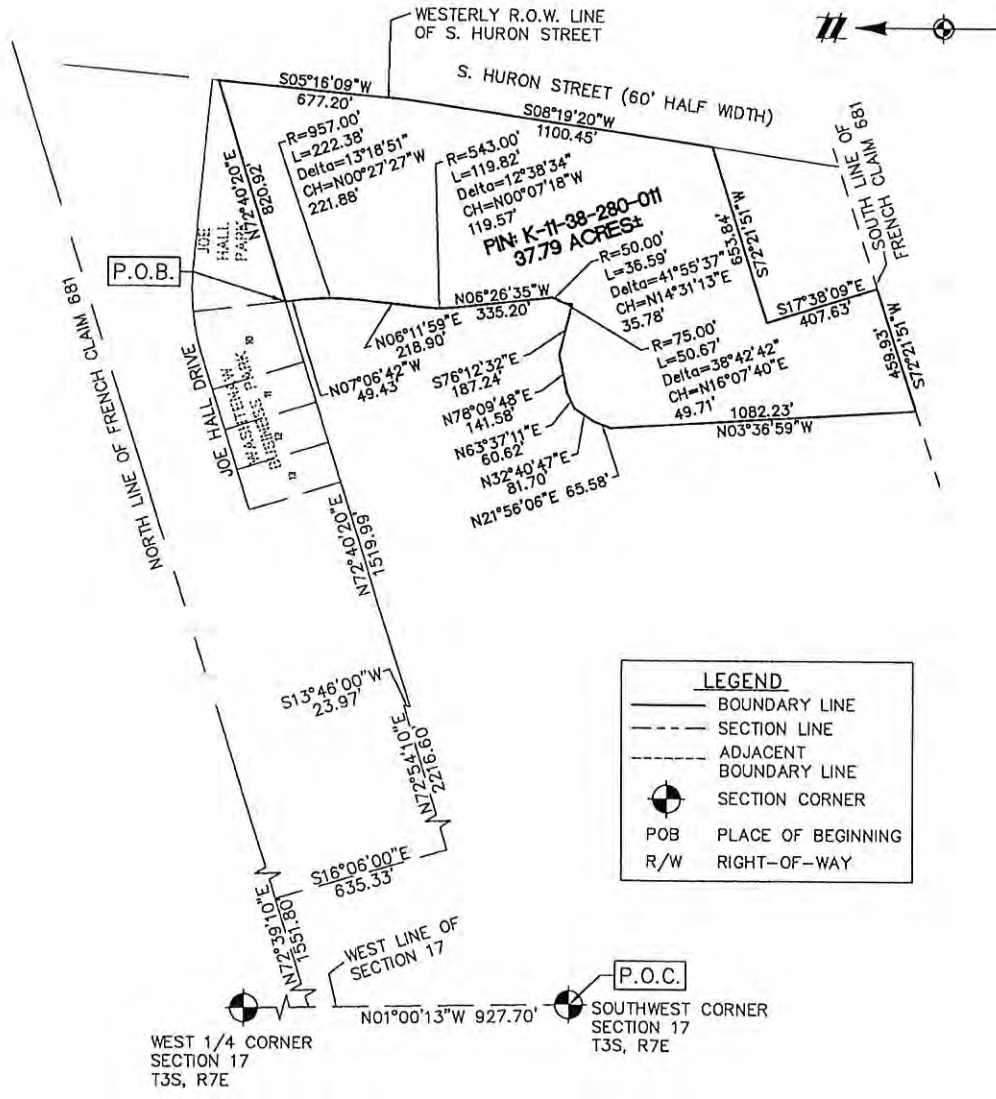 WESTERLY R.O.W. LINE
OF S. HURON STREET
S05°16'09"W
677.20'
S. HURON STREET (60' HALF WIDTH)
S08°19'20"W
1100.45'
SOUTH LINE OF
FRENCH CLAIM 681
R=957.00'
L=222.38'
Delta=13°18'51"
CH=N00°27'27"W
221.88'
R=543.00'
L=119.82'
Delta=12°38'34"
CH=N00°07'18"W
119.57'
PIN: K-11-38-280-011
37.79 ACRES±
N72°40'20"E
820.92'
JOE
HALL
PARK
P.O.B.
R=50.00'
L=36.59'
Delta=41°55'37"
CH=N14°31'13"E
35.78'
S72°21'51"W
653.84'
S17°38'09"E
407.63'
S72°21'51"W
459.93'
N06°26'35"W
335.20'
N06°11'59"E
218.90'
N07°06'42"W
49.43'
R=75.00'
L=50.67'
Delta=38°42'42"
CH=N16°07'40"E
49.71'
S76°12'32"E
187.24'
N78°09'48"E
141.58'
N63°37'11"E
60.62'
N32°40'47"E
81.70'
N21°56'06"E 65.58'
1082.23'
N03°36'59"W
NORTH LINE OF FRENCH CLAIM 681
JOE HALL DRIVE
WASHTENAW
BUSINESS PARK
10
11
12
13
N72°40'20"E
1519.99'
S13°46'00"W
23.97'
N72°54'10"E
2216.60'
S16°06'00"E
635.33'
N72°39'10"E
1551.80'
WEST LINE OF
SECTION 17
N01°00'13"W 927.70'
P.O.C.
SOUTHWEST CORNER
SECTION 17
T3S, R7E
WEST 1/4 CORNER
SECTION 17
T3S, R7E
LEGEND
BOUNDARY LINE
SECTION LINE
ADJACENT
BOUNDARY LINE
SECTION CORNER
POB PLACE OF BEGINNING
R/W RIGHT-OF-WAY